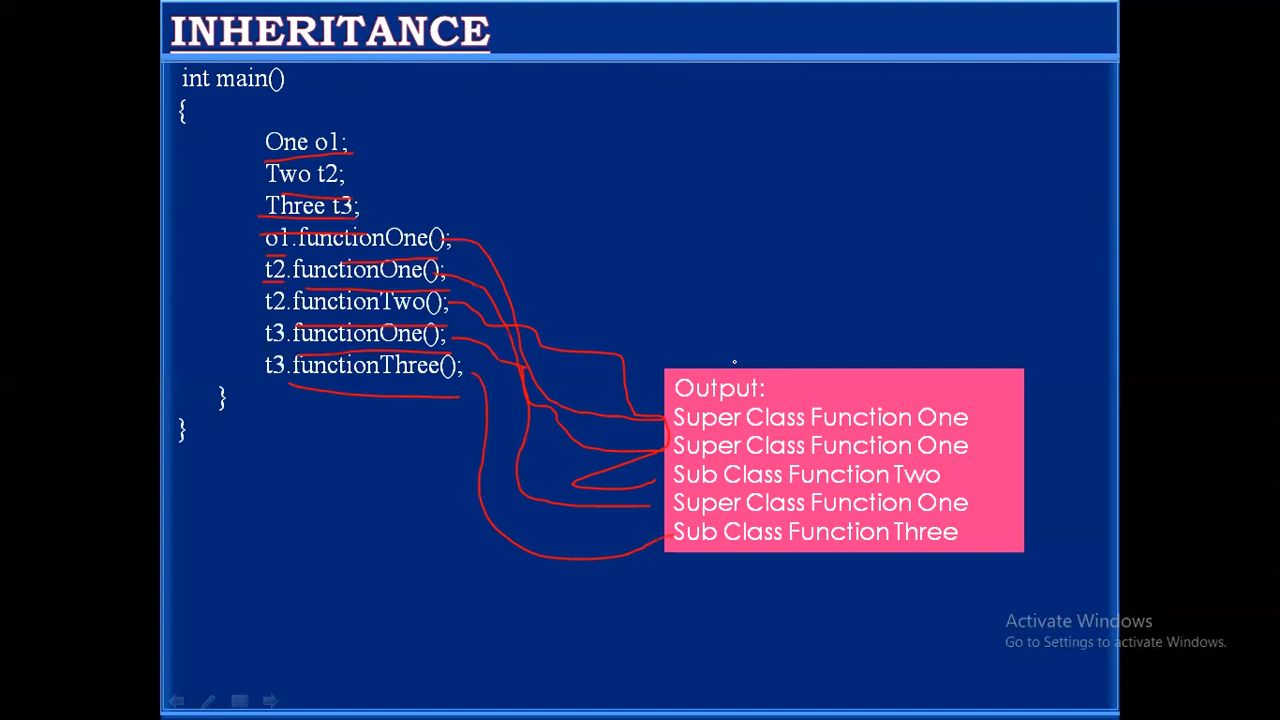 INHERITANCE
int main()
{
One o1;
Two t2;
Three t3;
o1.functionOne();
t2.functionOne();
t2.functionTwo();
t3.functionOne();
t3.functionThree();
}
}
Output:
Super Class Function One
Super Class Function One
Sub Class Function Two
Super Class Function One
Sub Class Function Three
Activate Windows
Go to Settings to activate Windows.